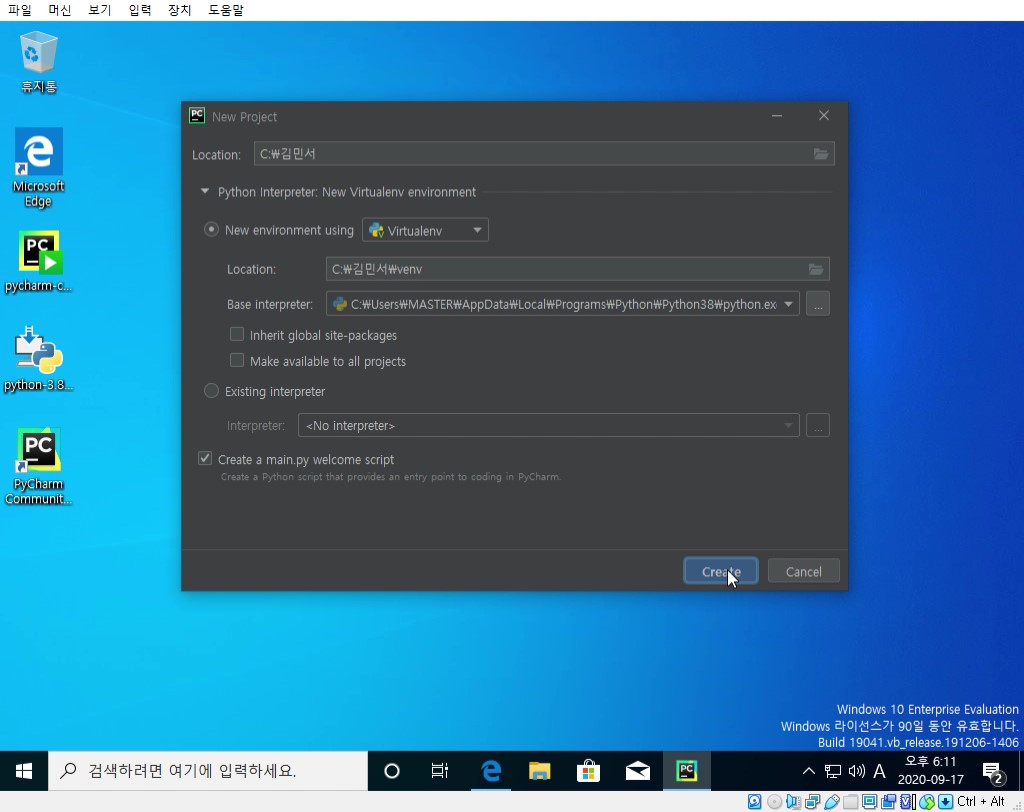 파일 머신 보기 입력 장치 도움말
휴지통
Microsoft
Edge
pycharm-c...
python-3.8...
PyCharm
Communit...
New Project
Location: C:₩김민서
Python Interpreter: New Virtualenv environment
New environment using Virtualenv
Location: C:₩김민서₩venv
Base interpreter: C:₩Users₩MASTER₩AppData₩Local₩Programs₩Python₩Python38₩python.ex
...
Inherit global site-packages
Make available to all projects
Existing interpreter
Interpreter: <No interpreter>
...
Create a main.py welcome script
Create a Python script that provides an entry point to coding in PyCharm.
Create Cancel
Windows 10 Enterprise Evaluation
Windows 라이선스가 90일 동안 유효합니다.
Build 19041.vb_release.191206-1406
검색하려면 여기에 입력하세요.
A
오후 6:11
2020-09-17
2
Ctrl + Alt